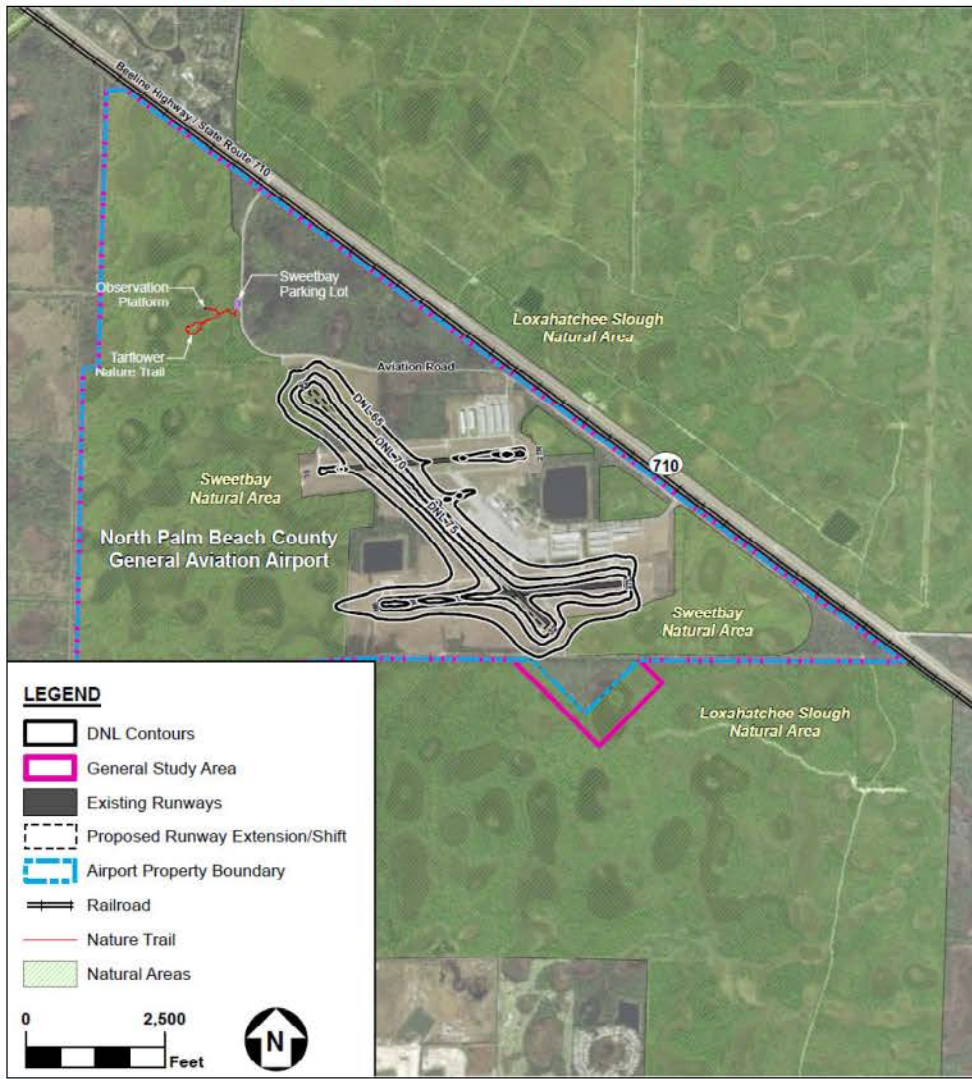 Beeline Highway / State Route 710
Observation
Platform
Sweetbay
Parking Lot
Tarflower
Nature Trail
Loxahatchee Slough
Natural Area
Aviation Road
DNL-65
DNL-70
DNL-75
710
Sweetbay
Natural Area
North Palm Beach County
General Aviation Airport
Sweetbay
Natural Area
Loxahatchee Slough
Natural Area
LEGEND
DNL Contours
General Study Area
Existing Runways
Proposed Runway Extension/Shift
Airport Property Boundary
Railroad
Nature Trail
Natural Areas
0
2,500
Feet
N